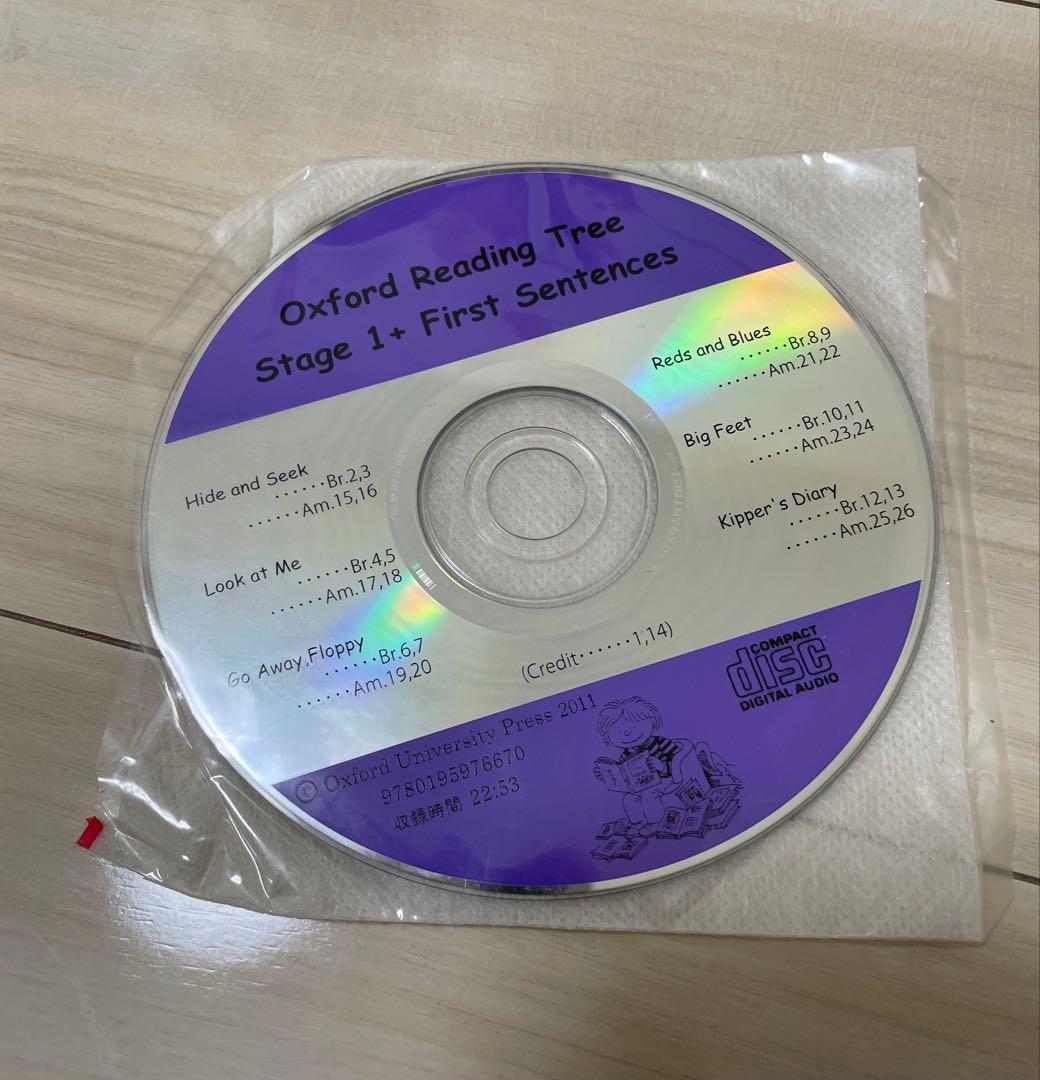 Oxford Reading Tree
Stage 1+ First Sentences
Hide and Seek
······Br.2,3
······Am.15,16
Look at Me
······Br.4,5
······Am.17,18
Go Away,Floppy
······Br.6,7
······Am.19,20
Reds and Blues
······Br.8,9
······Am.21,22
Big Feet
······Br.10,11
······Am.23,24
Kipper's Diary
······Br.12,13
······Am.25,26
(Credit······1,14)
© Oxford University Press 2011
9780195976670
収録時間 22:53
COMPACT
disc
DIGITAL AUDIO